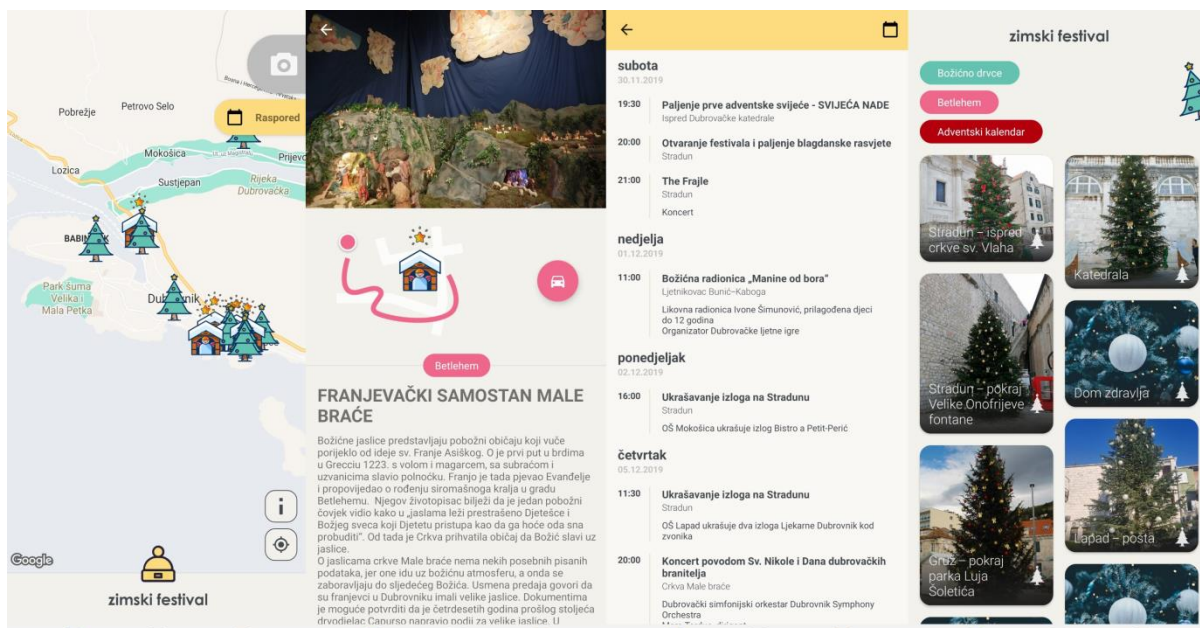 Pobrežje
Petrovo Selo
Raspored
Mokošica
Lozica
Sustjepan
Rijeka
Dubrovačka
Park šuma
Velika i
Mala Petka
Google
zimski festival
Betlehem
FRANJEVAČKI SAMOSTAN MALE
BRAĆE
Božićne jaslice predstavljaju pobožni običaju koji vuče
porijeklo od ideje sv. Franje Asiškog. O je prvi put u brdima
u Grecciu 1223. s volom i magarcem, sa subraćom i
uzvanicima slavio polnoćku. Franjo je tada pjevao Evanđelje
i propovijedao o rođenju siromašnoga kralja u gradu
Betlehemu. Njegov životopisac bilježi da je jedan pobožni
čovjek vidio kako u „jaslama leži prestrašeno Djetešce i
Božjeg sveca koji Djetetu pristupa kao da ga hoće oda sna
probuditi“. Od tada je Crkva prihvatila običaj da Božić slavi uz
jaslice.
O jaslicama crkve Male braće nema nekih posebnih pisanih
podataka, jer one idu uz božićnu atmosferu, a onda se
zaboravljaju do sljedećeg Božića. Usmena predaja govori da
su franjevci u Dubrovniku imali velike jaslice. Dokumentima
je moguće potvrditi da je četrdesetih godina prošlog stoljeća
drvodjelac Capurso napravio podij za velike jaslice. U
subota
30.11.2019
19:30 Paljenje prve adventske svijeće - SVIJEĆA NADE
Ispred Dubrovačke katedrale
20:00 Otvaranje festivala i paljenje blagdanske rasvjete
Stradun
21:00 The Frajle
Stradun
Koncert
nedjelja
01.12.2019
11:00 Božićna radionica „Manine od bora“
Ljetnikovac Bunić–Kaboga
Likovna radionica Ivone Šimunović, prilagođena djeci
do 12 godina
Organizator Dubrovačke ljetne igre
ponedjeljak
02.12.2019
16:00 Ukrašavanje izloga na Stradunu
Stradun
OŠ Mokošica ukrašuje izlog Bistro a Petit-Perić
četvrtak
05.12.2019
11:30 Ukrašavanje izloga na Stradunu
Stradun
OŠ Lapad ukrašuje dva izloga Ljekarne Dubrovnik kod
zvonika
20:00 Koncert povodom Sv. Nikole i Dana dubrovačkih
branitelja
Crkva Male braće
Dubrovački simfonijski orkestar Dubrovnik Symphony
Orchestra
zimski festival
Božićno drvce
Betlehem
Adventski kalendar
Stradun – ispred
crkve sv. Vlaha
Katedrala
Stradun – pokraj
Velike Onofrijeve
fontane
Dom zdravlja
Gruž – pokraj
parka Luja
Šoletića
Lapad – pošta